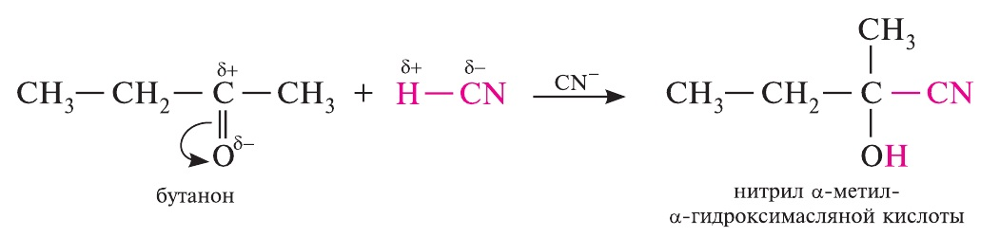 CH₃
δ+ δ+ δ− CN⁻
CH₃—CH₂—C—CH₃ + H—CN → CH₃—CH₂—C—CN
O δ− OH
бутанон
нитрил α-метил-
α-гидроксимасляной кислоты